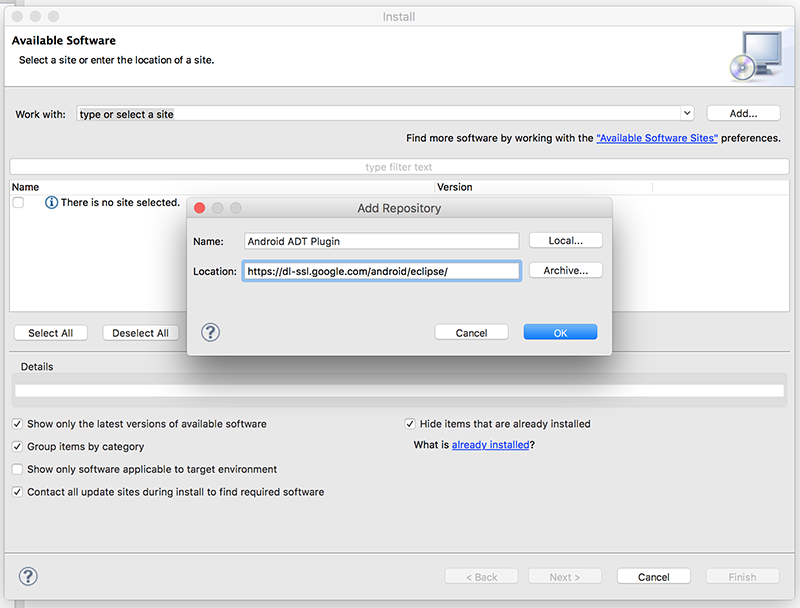 Install
Available Software
Select a site or enter the location of a site.
Work with: type or select a site Add...
Find more software by working with the "Available Software Sites" preferences.
type filter text
Name Version
There is no site selected.
Add Repository
Name: Android ADT Plugin Local...
Location: https://dl-ssl.google.com/android/eclipse/ Archive...
? Cancel OK
Select All Deselect All
Details
Show only the latest versions of available software Hide items that are already installed
Group items by category What is already installed?
Show only software applicable to target environment
Contact all update sites during install to find required software
? < Back Next > Cancel Finish